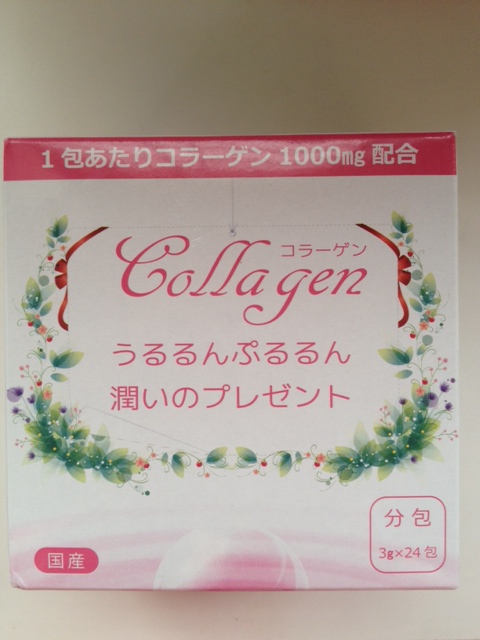 1包あたりコラーゲン1000㎎配合
コラーゲン
Collagen
うるるんぷるるん
潤いのプレゼント
分包
3g×24包
国産